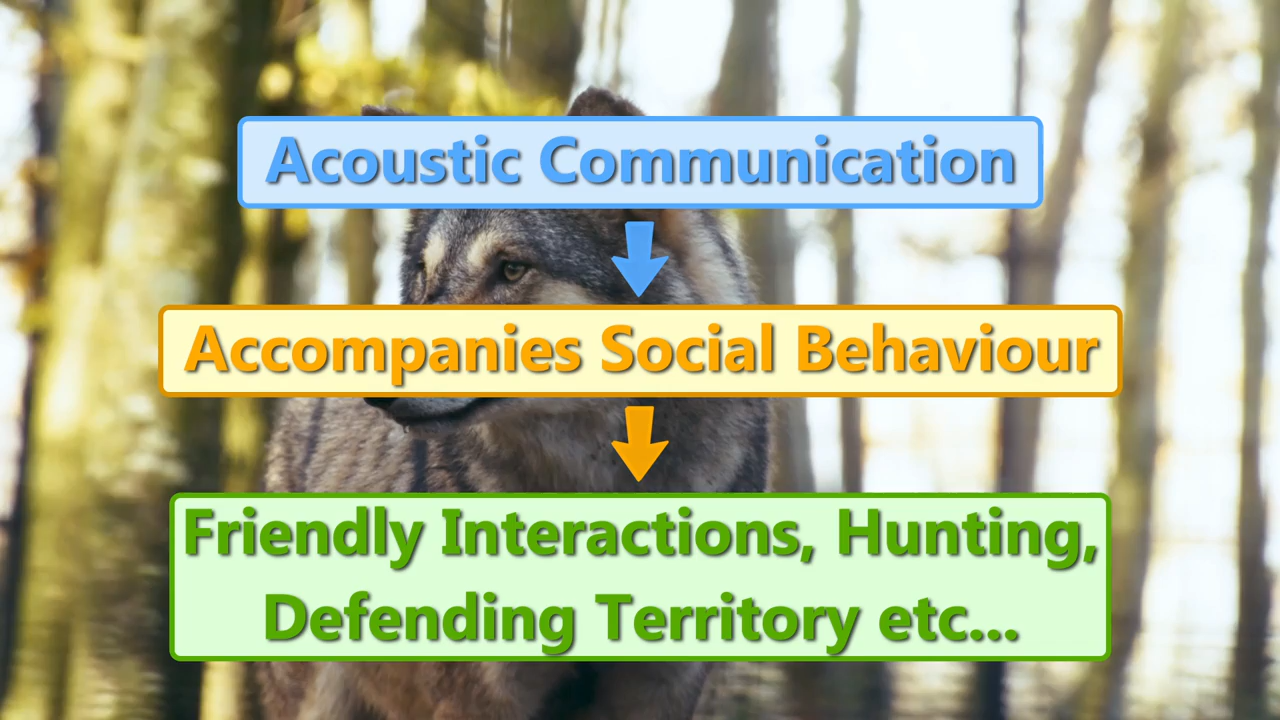 Acoustic Communication
Accompanies Social Behaviour
Friendly Interactions, Hunting,
Defending Territory etc...